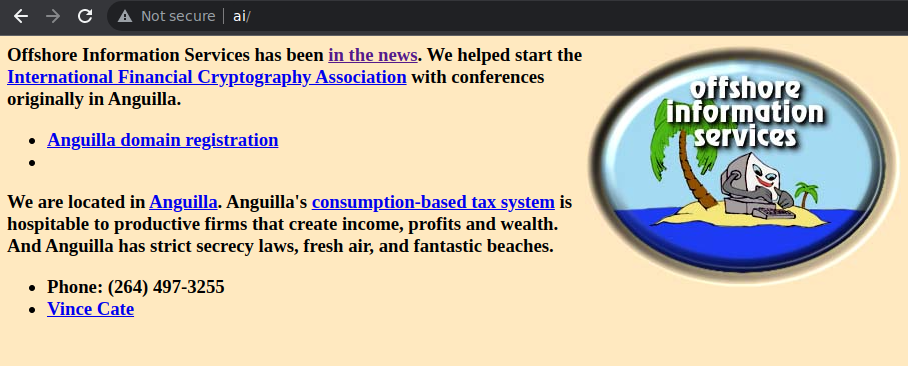 Not secure | ai/
Offshore Information Services has been in the news. We helped start the
International Financial Cryptography Association with conferences
originally in Anguilla.
Anguilla domain registration
We are located in Anguilla. Anguilla's consumption-based tax system is
hospitable to productive firms that create income, profits and wealth.
And Anguilla has strict secrecy laws, fresh air, and fantastic beaches.
Phone: (264) 497-3255
Vince Cate
offshore
information
services